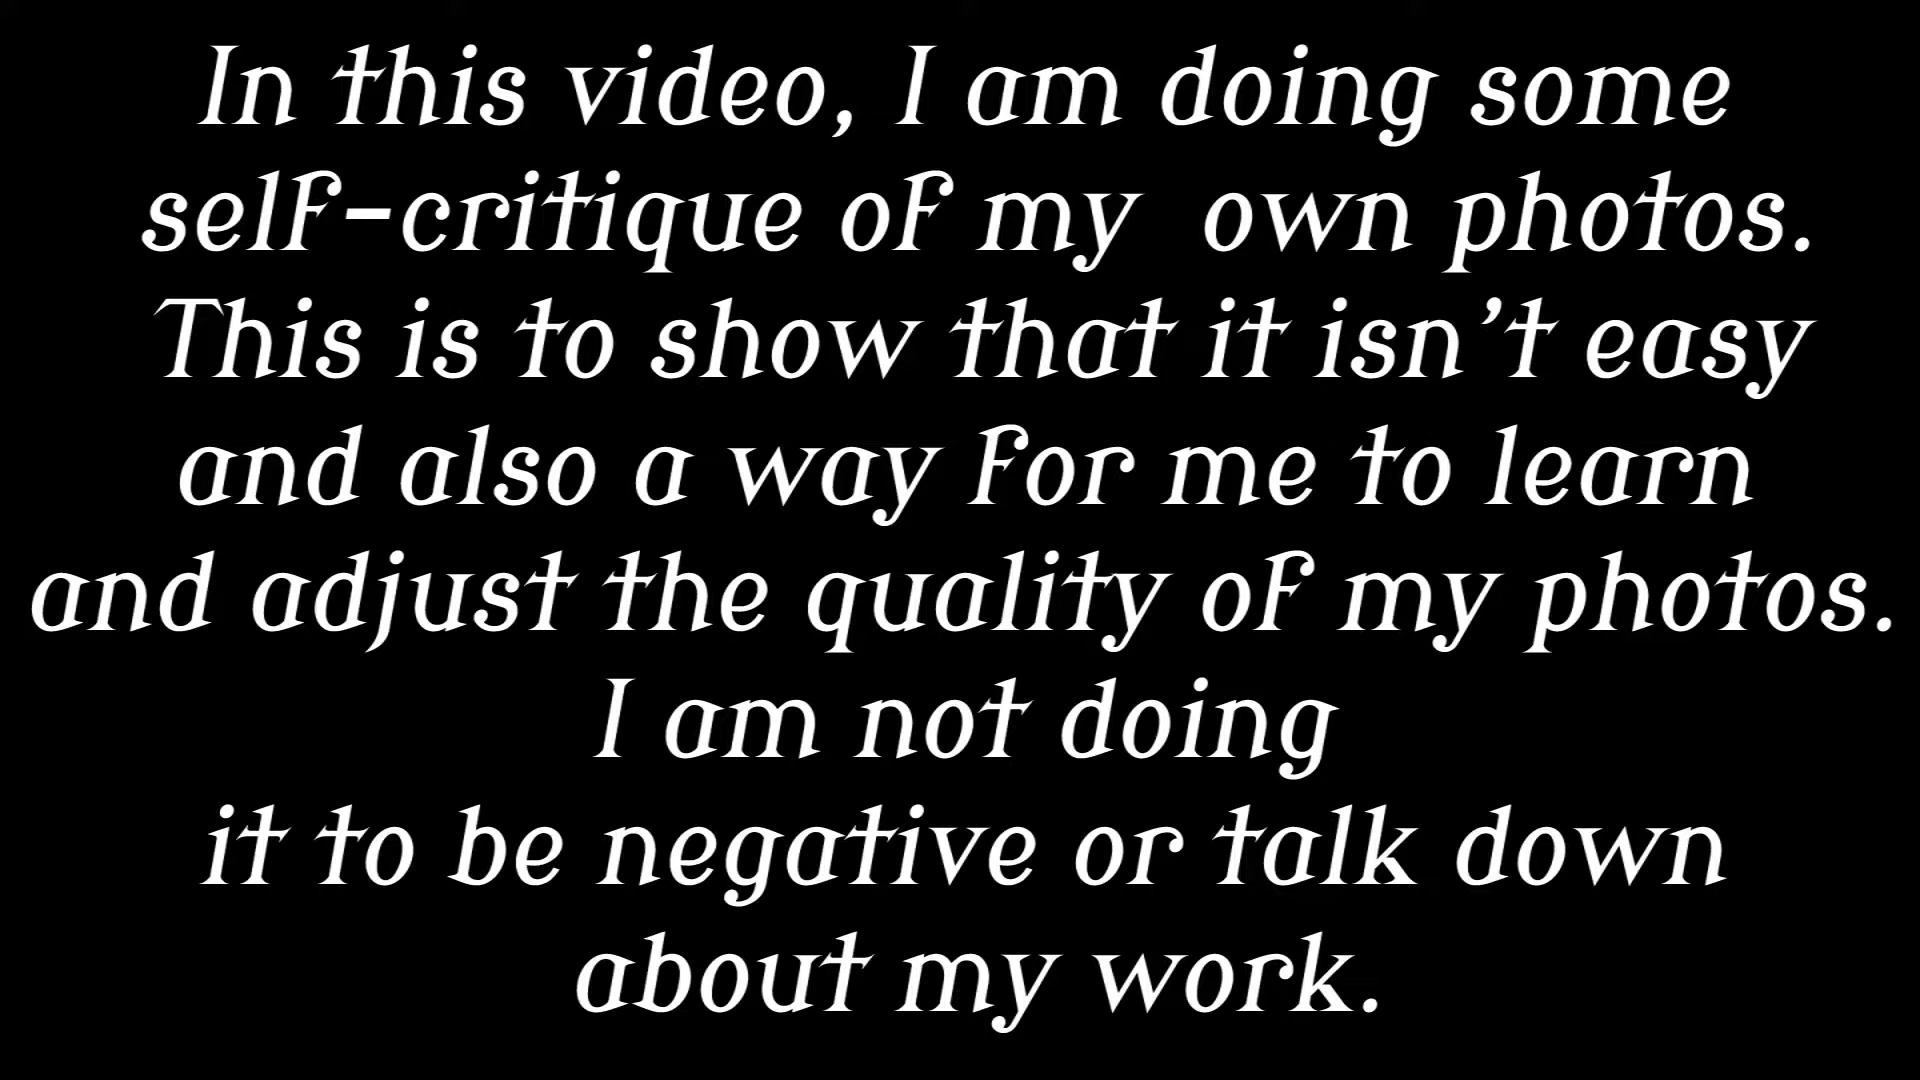 In this video, I am doing some
self-critique of my  own photos.
This is to show that it isn't easy
and also a way for me to learn
and adjust the quality of my photos.
I am not doing
it to be negative or talk down
about my work.